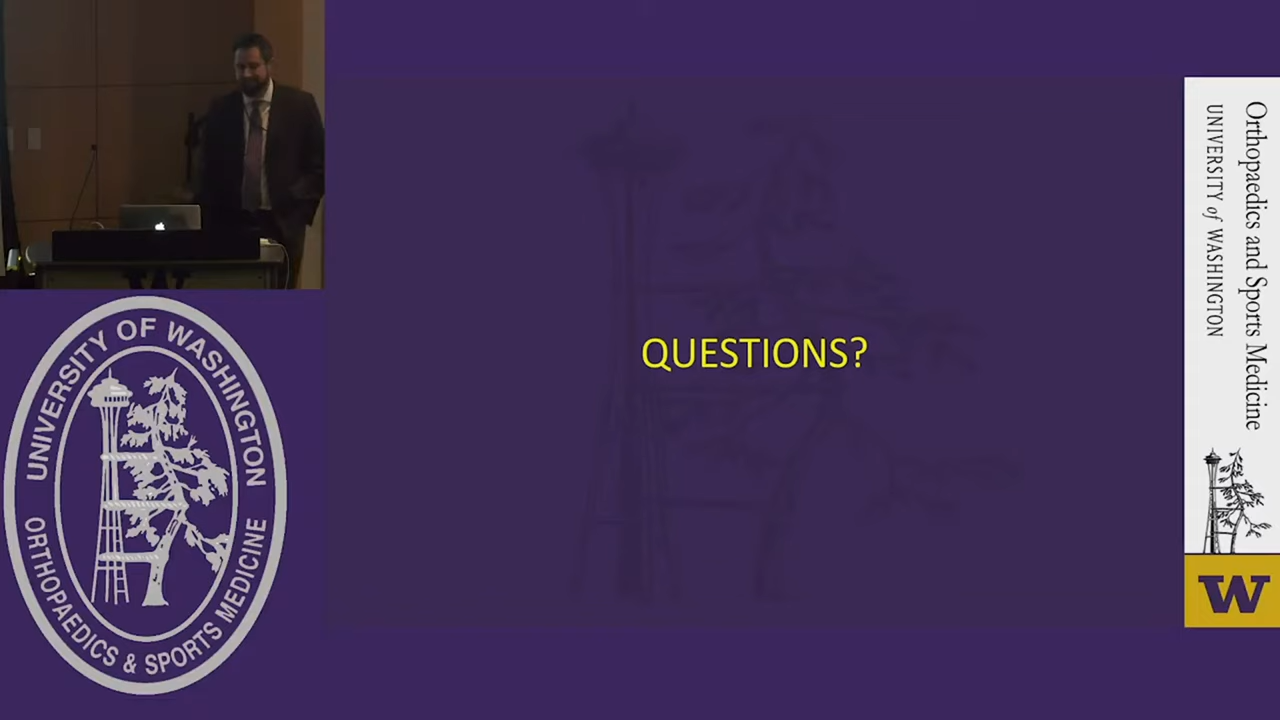 QUESTIONS?
UNIVERSITY OF WASHINGTON
ORTHOPAEDICS & SPORTS MEDICINE
Orthopaedics and Sports Medicine
UNIVERSITY of WASHINGTON
W